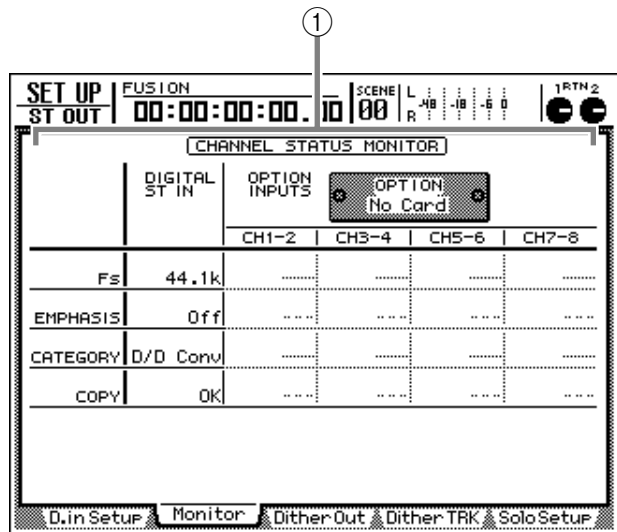 1
SET UP FUSION SCENE L -48 -18 -6 0 1RTN2
ST OUT 00:00:00:00.00 00 R
CHANNEL STATUS MONITOR
DIGITAL ST IN OPTION INPUTS OPTION No Card
CH1-2 CH3-4 CH5-6 CH7-8
Fs 44.1k -------- -------- -------- --------
EMPHASIS Off --- --- --- ---
CATEGORY D/D Conv -------- -------- -------- --------
COPY OK --- --- --- ---
D.in Setup Monitor Dither Out Dither TRK Solo Setup